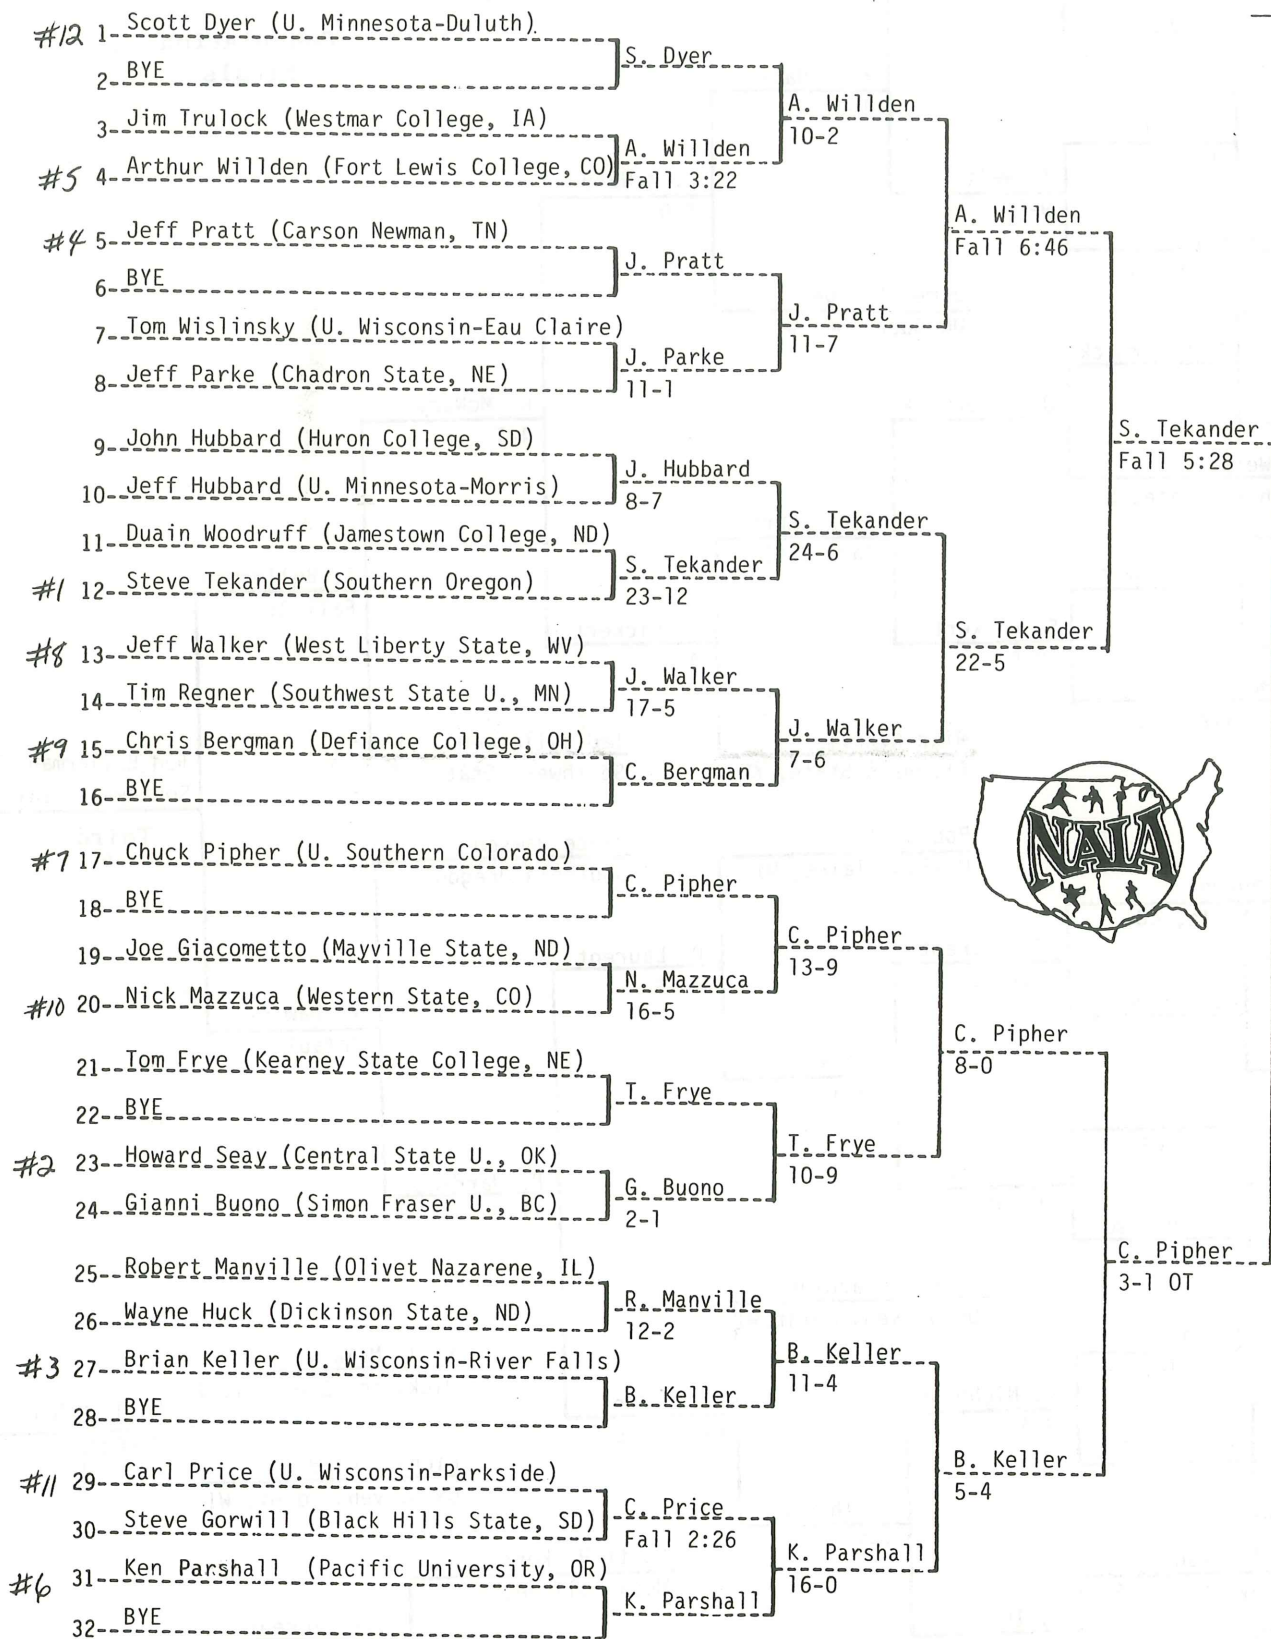 #12 1 Scott Dyer (U. Minnesota-Duluth)
2 BYE
3 Jim Trulock (Westmar College, IA)
#5 4 Arthur Willden (Fort Lewis College, CO)
#4 5 Jeff Pratt (Carson Newman, TN)
6 BYE
7 Tom Wislinsky (U. Wisconsin-Eau Claire)
8 Jeff Parke (Chadron State, NE)
9 John Hubbard (Huron College, SD)
10 Jeff Hubbard (U. Minnesota-Morris)
11 Duain Woodruff (Jamestown College, ND)
#1 12 Steve Tekander (Southern Oregon)
#8 13 Jeff Walker (West Liberty State, WV)
14 Tim Regner (Southwest State U., MN)
#9 15 Chris Bergman (Defiance College, OH)
16 BYE
#7 17 Chuck Pipher (U. Southern Colorado)
18 BYE
19 Joe Giacometto (Mayville State, ND)
#10 20 Nick Mazzuca (Western State, CO)
21 Tom Frye (Kearney State College, NE)
22 BYE
#2 23 Howard Seay (Central State U., OK)
24 Gianni Buono (Simon Fraser U., BC)
25 Robert Manville (Olivet Nazarene, IL)
26 Wayne Huck (Dickinson State, ND)
#3 27 Brian Keller (U. Wisconsin-River Falls)
28 BYE
#11 29 Carl Price (U. Wisconsin-Parkside)
30 Steve Gorwill (Black Hills State, SD)
#6 31 Ken Parshall (Pacific University, OR)
32 BYE
S. Dyer
A. Willden
Fall 3:22
J. Pratt
J. Parke
11-1
J. Hubbard
8-7
S. Tekander
23-12
J. Walker
17-5
C. Bergman
C. Pipher
N. Mazzuca
16-5
T. Frye
G. Buono
2-1
R. Manville
12-2
B. Keller
C. Price
Fall 2:26
K. Parshall
A. Willden
10-2
J. Pratt
11-7
S. Tekander
24-6
J. Walker
7-6
C. Pipher
13-9
T. Frye
10-9
B. Keller
11-4
K. Parshall
16-0
A. Willden
Fall 6:46
S. Tekander
22-5
C. Pipher
8-0
B. Keller
5-4
S. Tekander
Fall 5:28
C. Pipher
3-1 OT
NAIA